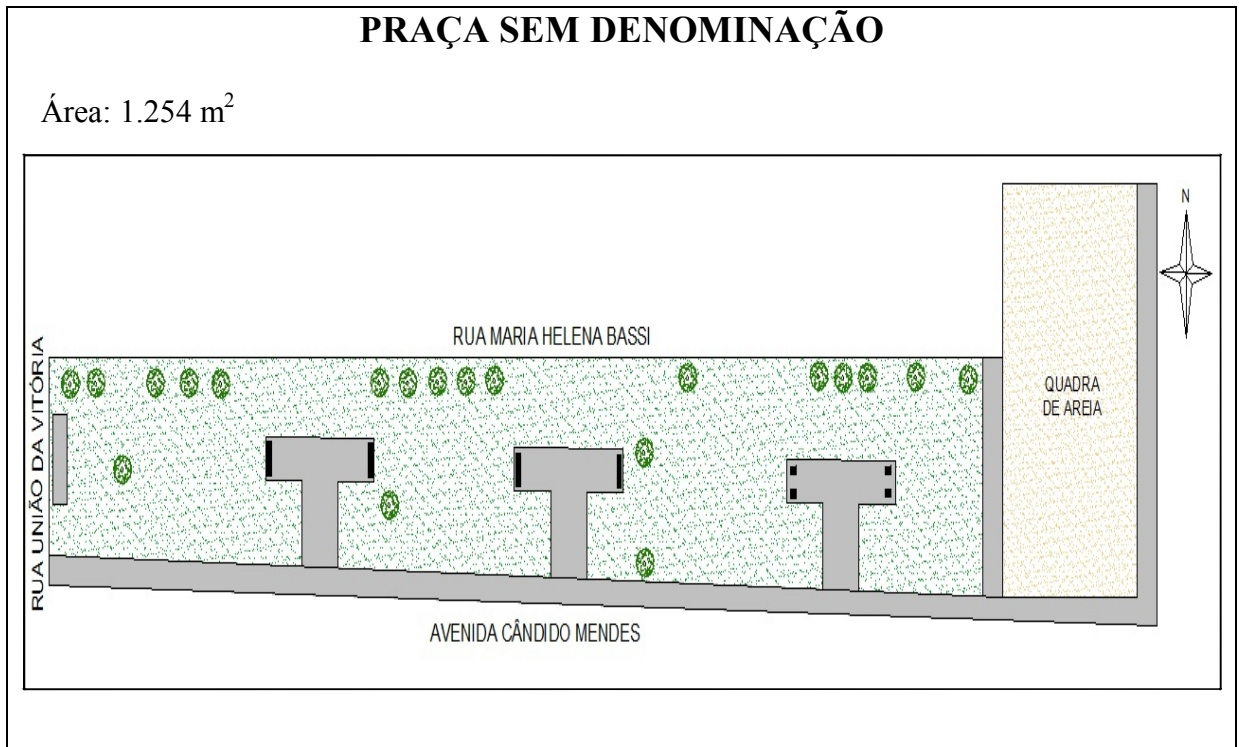 PRAÇA SEM DENOMINAÇÃO
Área: 1.254 m²
N
RUA MARIA HELENA BASSI
RUA UNIÃO DA VITÓRIA
QUADRA
DE AREIA
AVENIDA CÂNDIDO MENDES